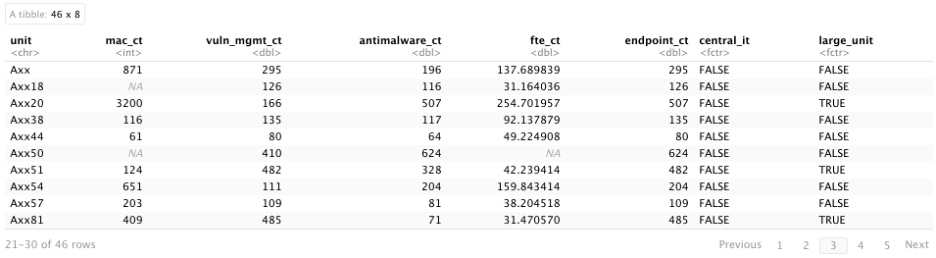 A tibble: 46 x 8
unit mac_ct vuln_mgmt_ct antimalware_ct fte_ct endpoint_ct central_it large_unit
<chr> <int> <dbl> <dbl> <dbl> <dbl> <fctr> <fctr>
Axx 871 295 196 137.689839 295 FALSE FALSE
Axx18 NA 126 116 31.164036 126 FALSE FALSE
Axx20 3200 166 507 254.701957 507 FALSE TRUE
Axx38 116 135 117 92.137879 135 FALSE FALSE
Axx44 61 80 64 49.224908 80 FALSE FALSE
Axx50 NA 410 624 NA 624 FALSE FALSE
Axx51 124 482 328 42.239414 482 FALSE TRUE
Axx54 651 111 204 159.843414 204 FALSE FALSE
Axx57 203 109 81 38.204518 109 FALSE FALSE
Axx81 409 485 71 31.470570 485 FALSE TRUE
21-30 of 46 rows Previous 1 2 3 4 5 Next